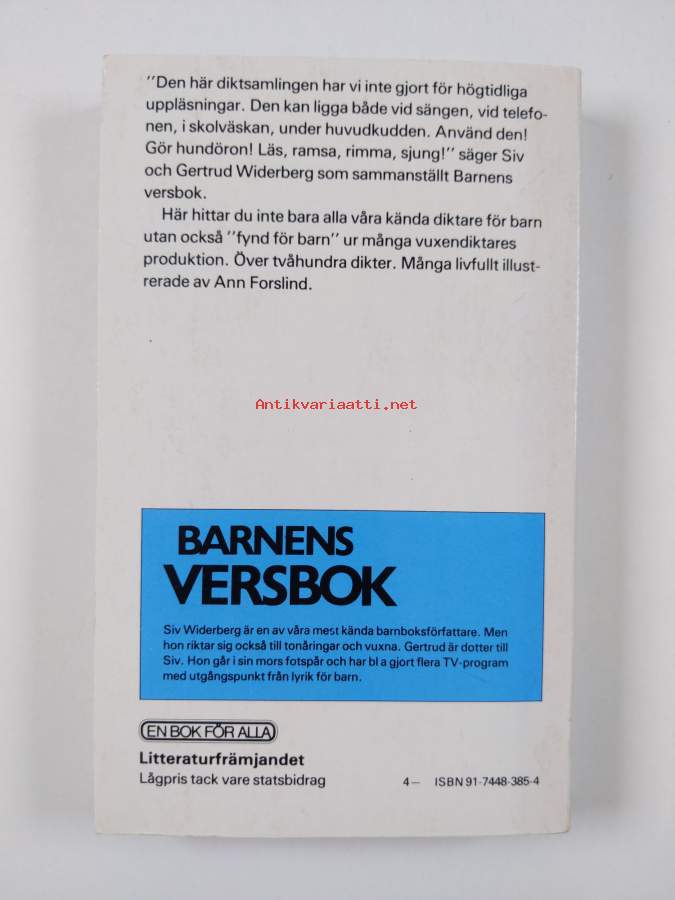 "Den här diktsamlingen har vi inte gjort för högtidliga
uppläsningar. Den kan ligga både vid sängen, vid telefo-
nen, i skolväskan, under huvudkudden. Använd den!
Gör hundöron! Läs, ramsa, rimma, sjung!" säger Siv
och Gertrud Widerberg som sammanställt Barnens
versbok.
Här hittar du inte bara alla våra kända diktare för barn
utan också "fynd för barn" ur många vuxendiktares
produktion. Över tvåhundra dikter. Många livfullt illust-
rerade av Ann Forslind.
Antikvariaatti.net
BARNENS
VERSBOK
Siv Widerberg är en av våra mest kända barnboksförfattare. Men
hon riktar sig också till tonåringar och vuxna. Gertrud är dotter till
Siv. Hon går i sin mors fotspår och har bl a gjort flera TV-program
med utgångspunkt från lyrik för barn.
EN BOK FÖR ALLA
Litteraturfrämjandet
Lågpris tack vare statsbidrag
4— ISBN 91-7448-385-4